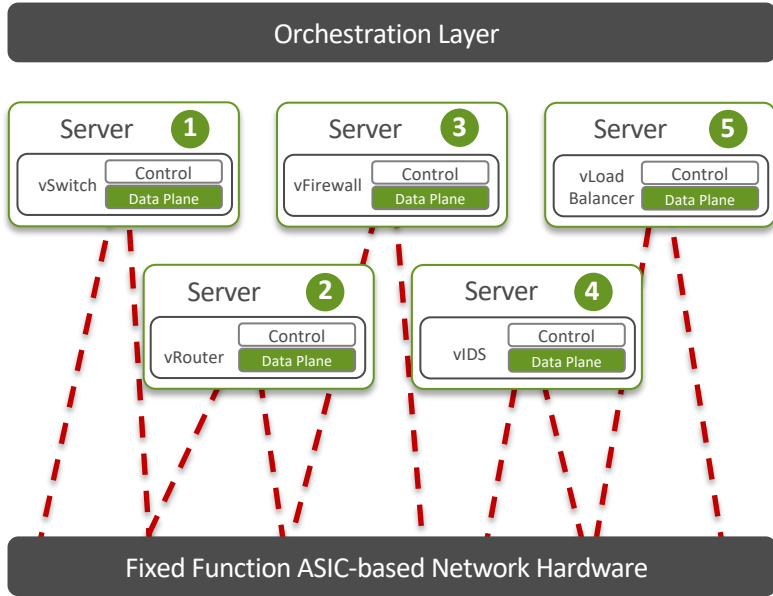 Orchestration Layer
Server 1
vSwitch
Control
Data Plane
Server 3
vFirewall
Control
Data Plane
Server 5
vLoad
Balancer
Control
Data Plane
Server 2
vRouter
Control
Data Plane
Server 4
vIDS
Control
Data Plane
Fixed Function ASIC-based Network Hardware